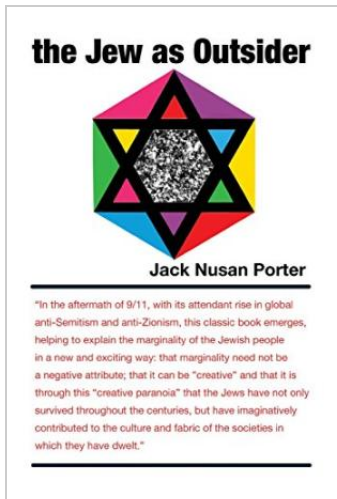 the Jew as Outsider
Jack Nusan Porter
“In the aftermath of 9/11, with its attendant rise in global
anti-Semitism and anti-Zionism, this classic book emerges,
helping to explain the marginality of the Jewish people
in a new and exciting way: that marginality need not be
a negative attribute; that it can be “creative” and that it is
through this “creative paranoia” that the Jews have not only
survived throughout the centuries, but have imaginatively
contributed to the culture and fabric of the societies in
which they have dwelt.”